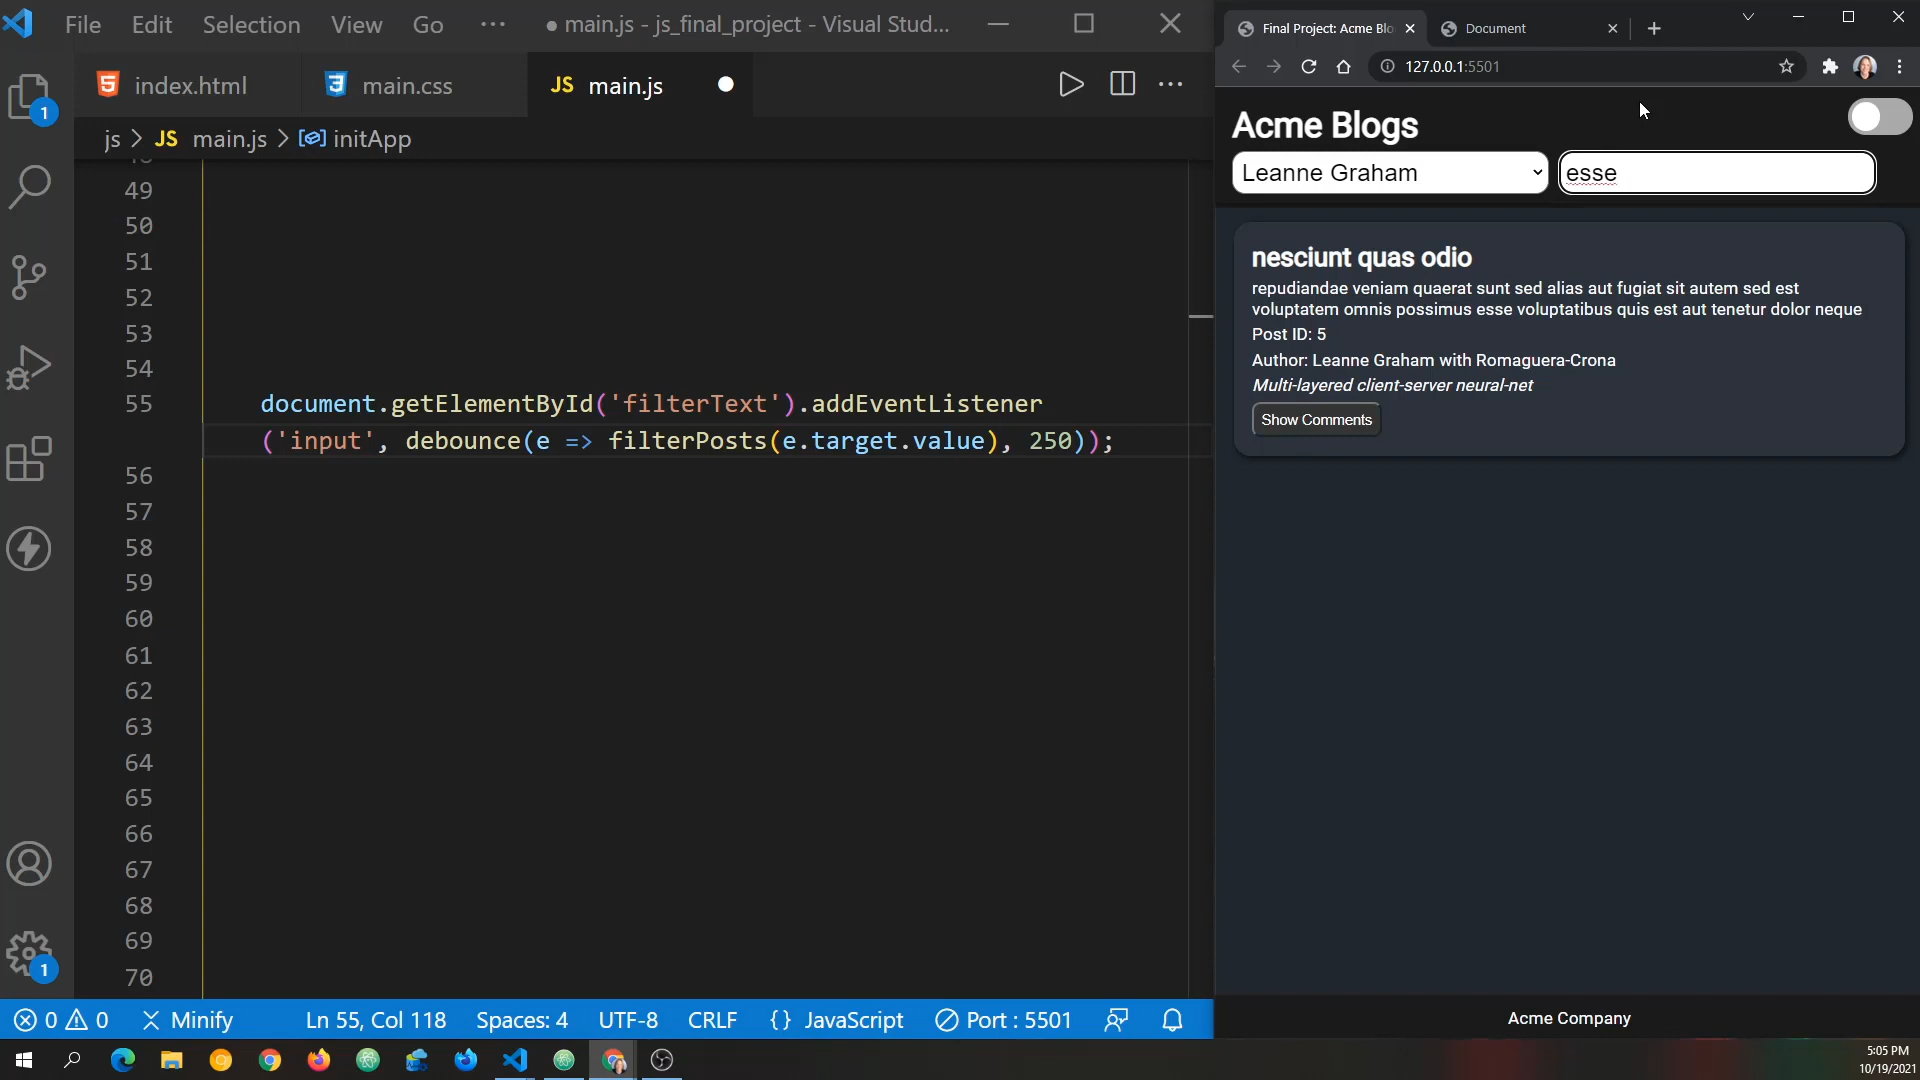 File Edit Selection View Go ··· ● main.js - js_final_project - Visual Stud...
index.html main.css JS main.js
js > JS main.js > initApp
49
50
51
52
53
54
55 document.getElementById('filterText').addEventListener
('input', debounce(e => filterPosts(e.target.value), 250));
56
57
58
59
60
61
62
63
64
65
66
67
68
69
70
1
1
0 0 Minify Ln 55, Col 118 Spaces: 4 UTF-8 CRLF {} JavaScript Port : 5501
Final Project: Acme Blo Document
127.0.0.1:5501
Acme Blogs
Leanne Graham esse
nesciunt quas odio
repudiandae veniam quaerat sunt sed alias aut fugiat sit autem sed est
voluptatem omnis possimus esse voluptatibus quis est aut tenetur dolor neque
Post ID: 5
Author: Leanne Graham with Romaguera-Crona
Multi-layered client-server neural-net
Show Comments
Acme Company
5:05 PM
10/19/2021